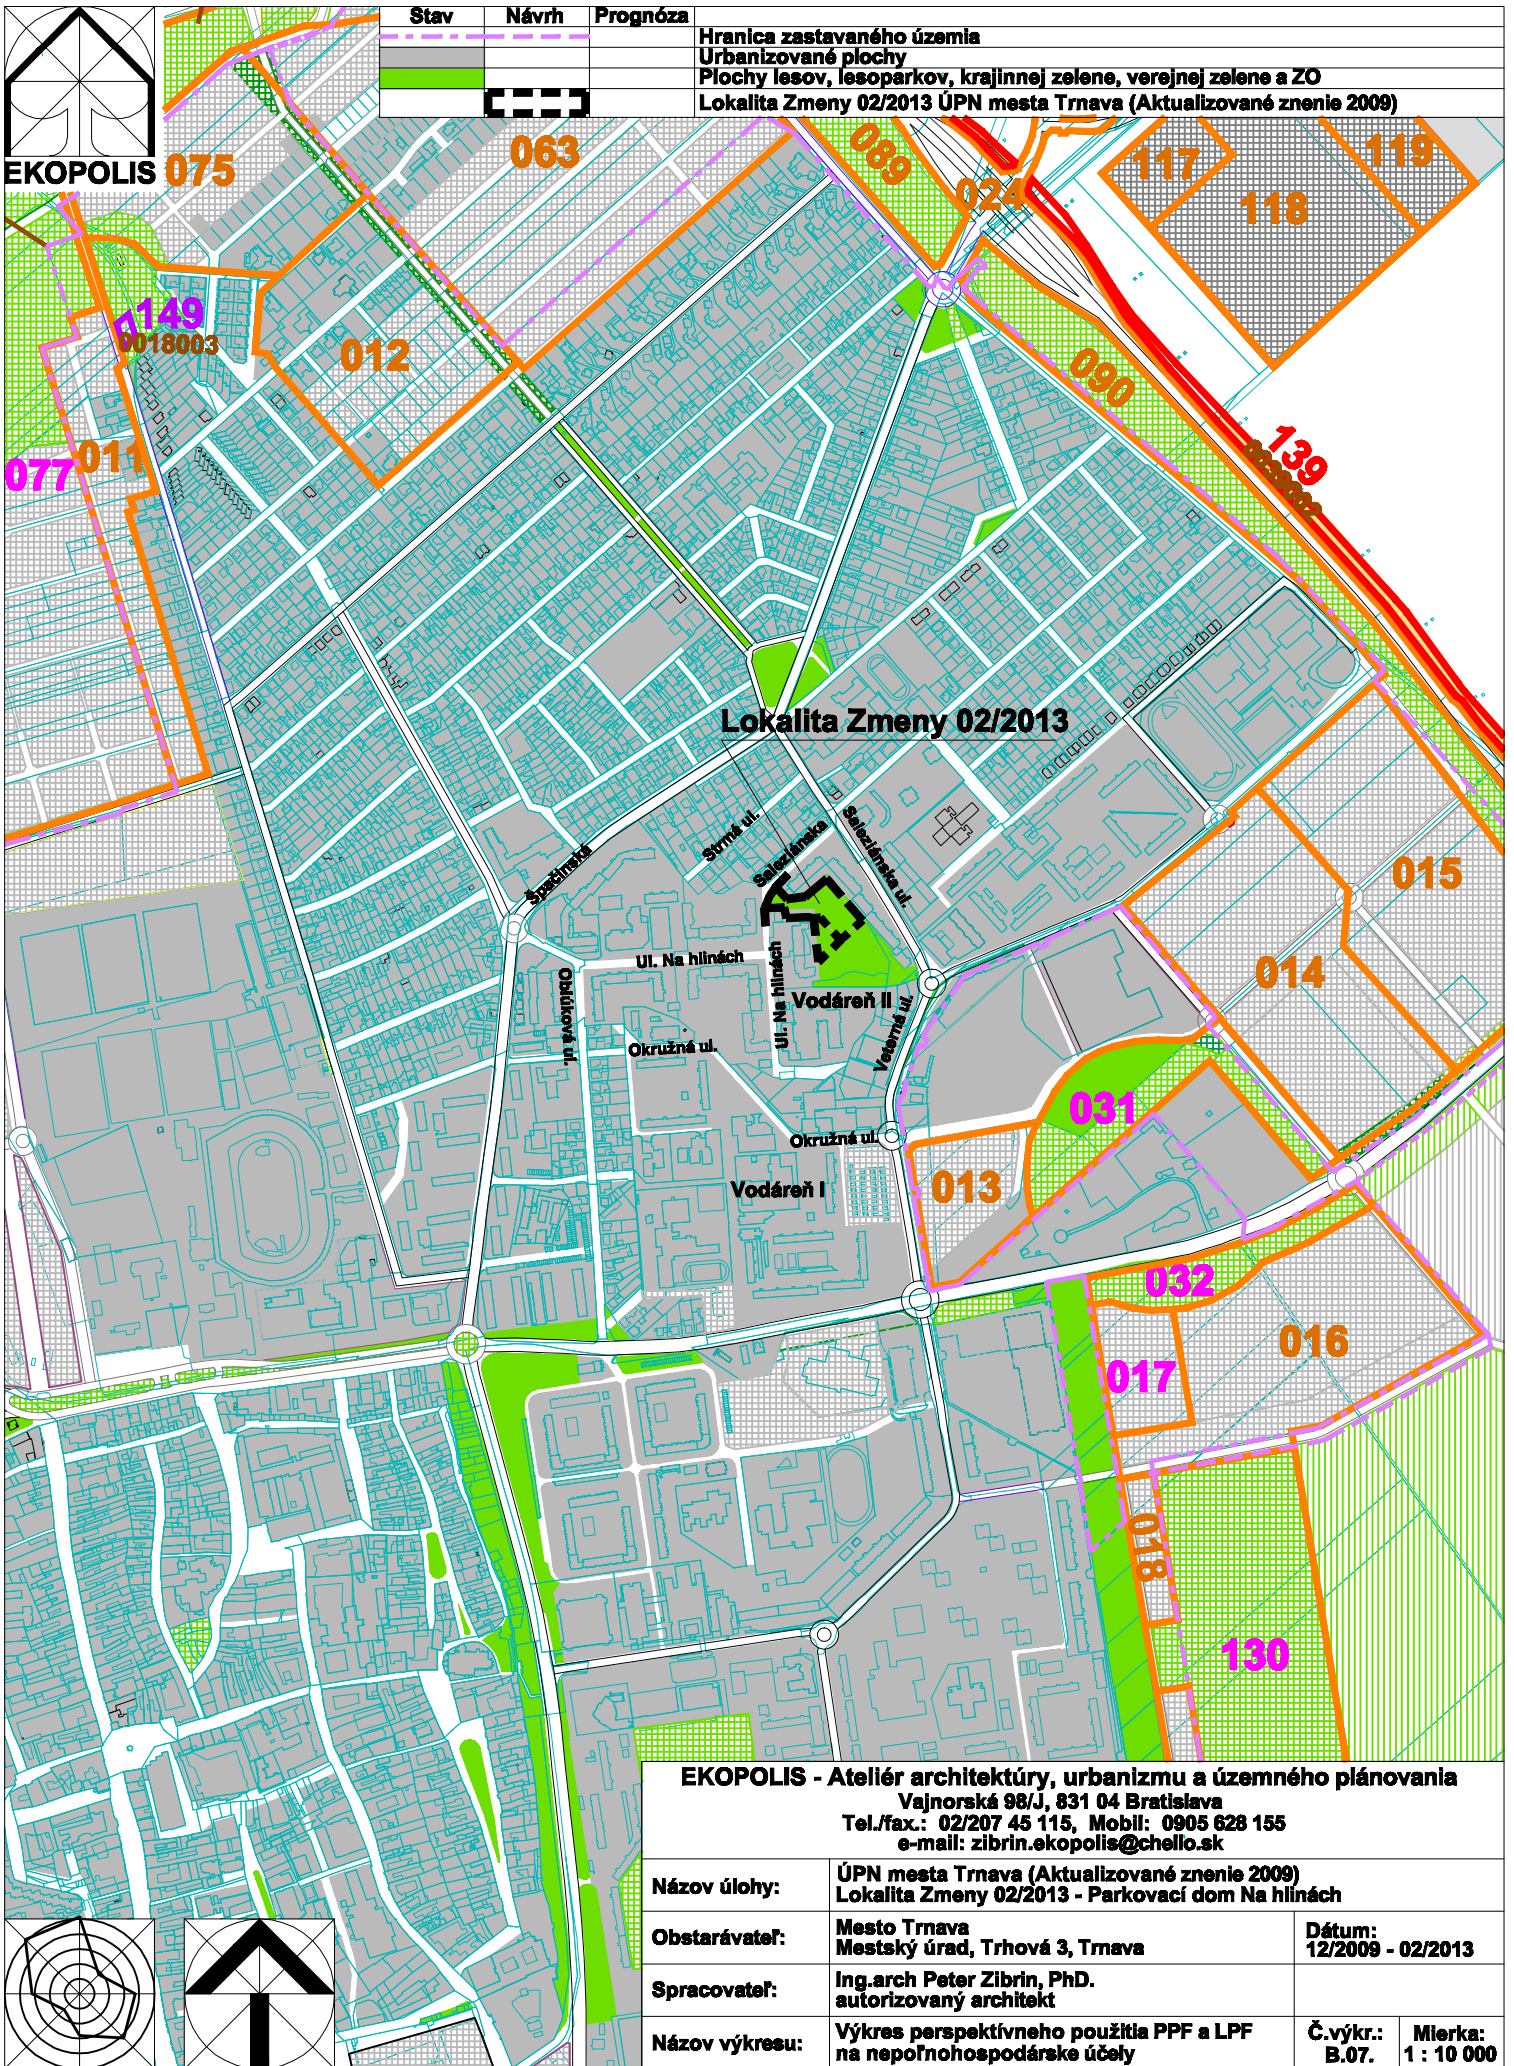 Stav Návrh Prognóza
Hranica zastavaného územia
Urbanizované plochy
Plochy lesov, lesoparkov, krajinnej zelene, verejnej zelene a ZO
Lokalita Zmeny 02/2013 ÚPN mesta Trnava (Aktualizované znenie 2009)
EKOPOLIS
075
063
089
024
117
119
118
149
0018003
012
090
011
077
139
Lokalita Zmeny 02/2013
Strmá ul.
Saleziánska
Saleziánska ul.
Špačinská
015
014
Ul. Na hlinách
Ul. Na hlinách
Oblúková ul.
Vodáreň II
Veterná ul.
Okružná ul.
031
Okružná ul.
Vodáreň I
013
032
016
017
018
130
EKOPOLIS - Ateliér architektúry, urbanizmu a územného plánovania
Vajnorská 98/J, 831 04 Bratislava
Tel./fax.: 02/207 45 115, Mobil: 0905 628 155
e-mail: zibrin.ekopolis@chello.sk
Názov úlohy:
ÚPN mesta Trnava (Aktualizované znenie 2009)
Lokalita Zmeny 02/2013 - Parkovací dom Na hlinách
Obstarávateľ:
Mesto Trnava
Mestský úrad, Trhová 3, Trnava
Dátum:
12/2009 - 02/2013
Spracovateľ:
Ing.arch Peter Zibrin, PhD.
autorizovaný architekt
Názov výkresu:
Výkres perspektívneho použitia PPF a LPF
na nepoľnohospodárske účely
Č.výkr.:
B.07.
Mierka:
1 : 10 000